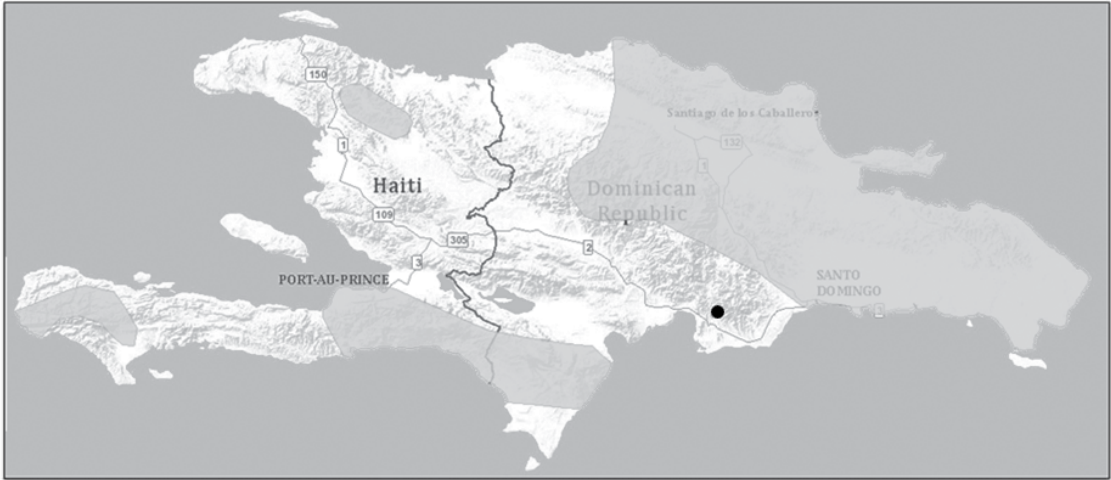 150
Santiago de los Caballeros
132
1
1
Haiti
Dominican
Republic
109
305
2
3
PORT-AU-PRINCE
SANTO
DOMINGO